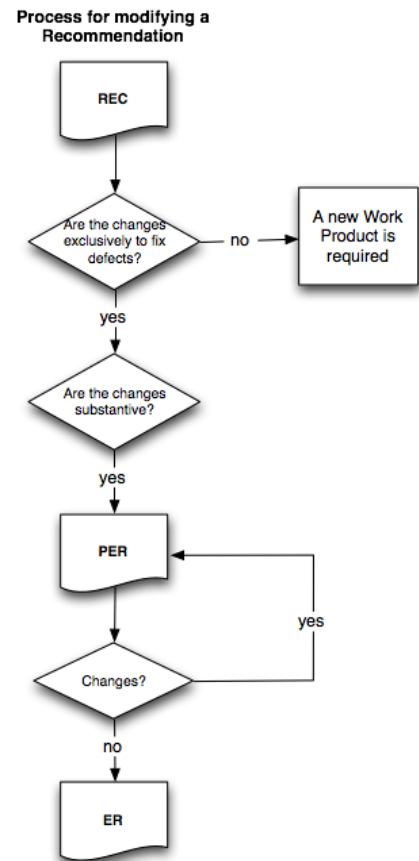 Process for modifying a
Recommendation
REC
Are the changes
exclusively to fix
defects?
no
A new Work
Product is
required
yes
Are the changes
substantive?
yes
PER
yes
Changes?
no
ER